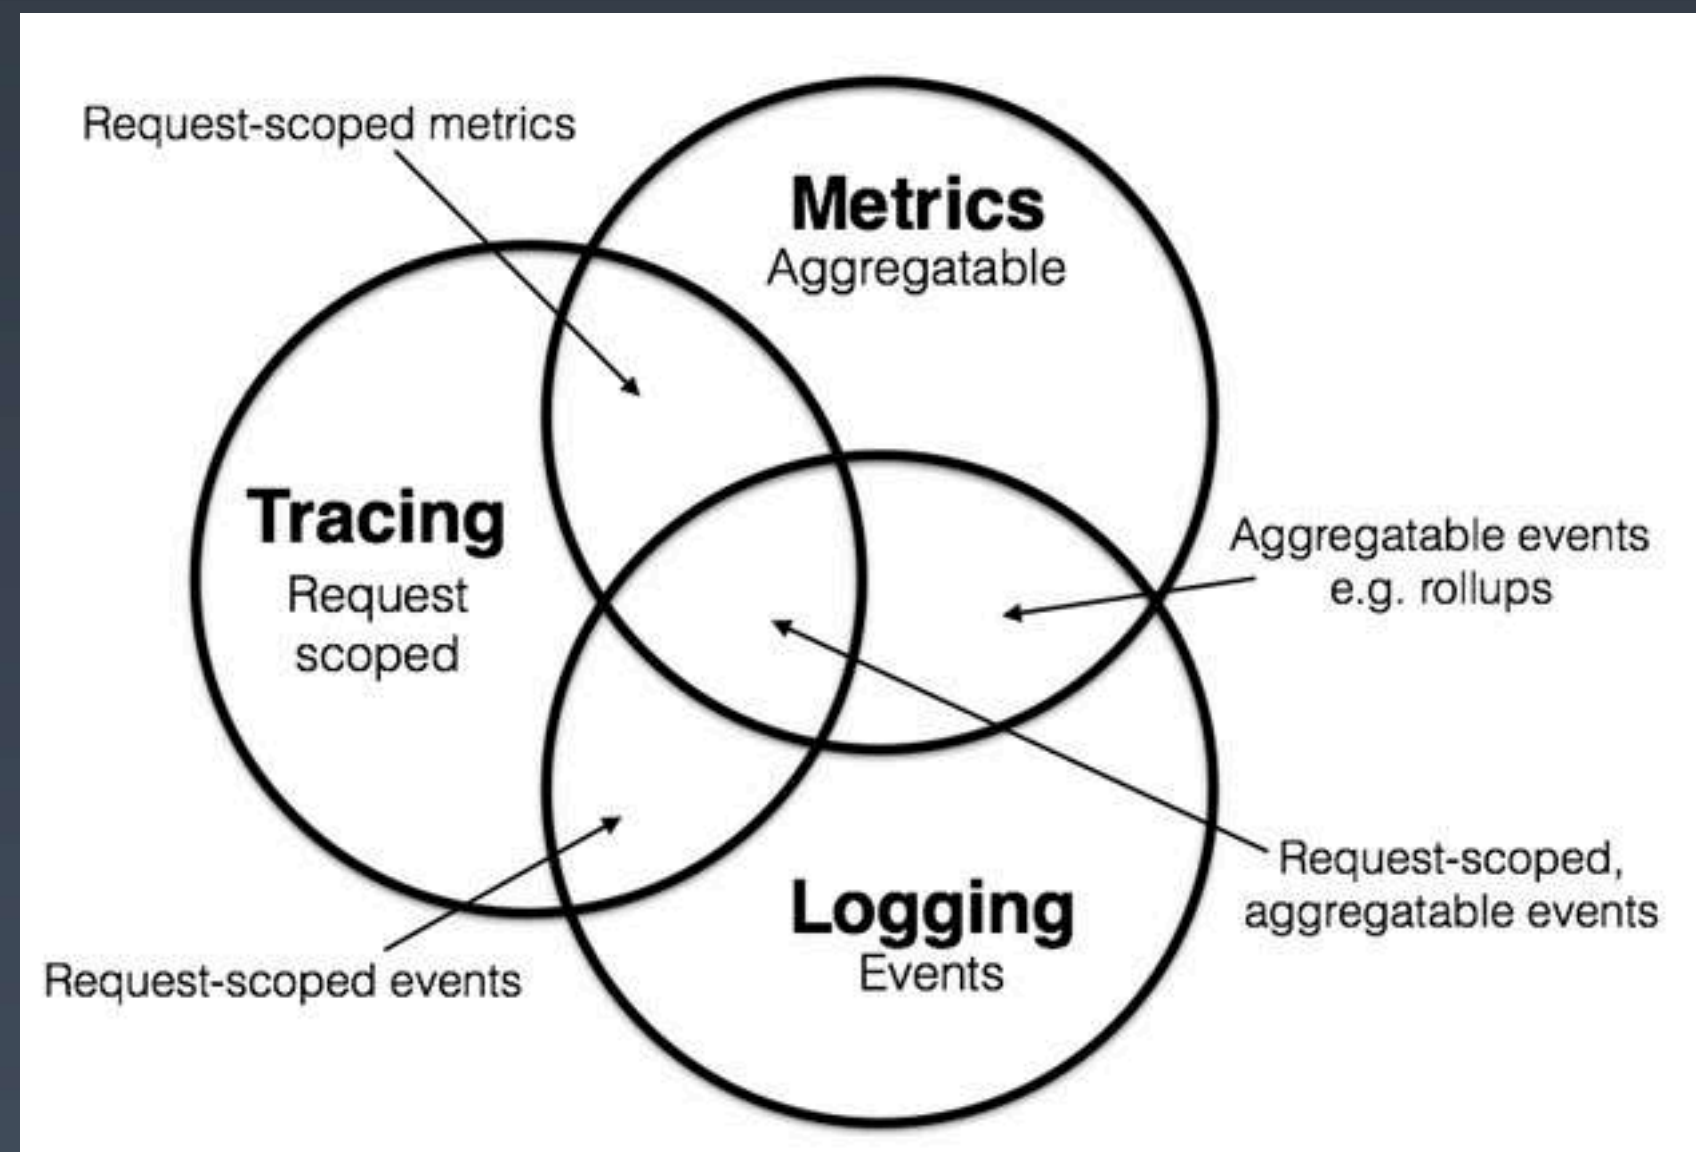 Request-scoped metrics
Metrics
Aggregatable
Tracing
Request
scoped
Aggregatable events
e.g. rollups
Request-scoped,
aggregatable events
Logging
Events
Request-scoped events